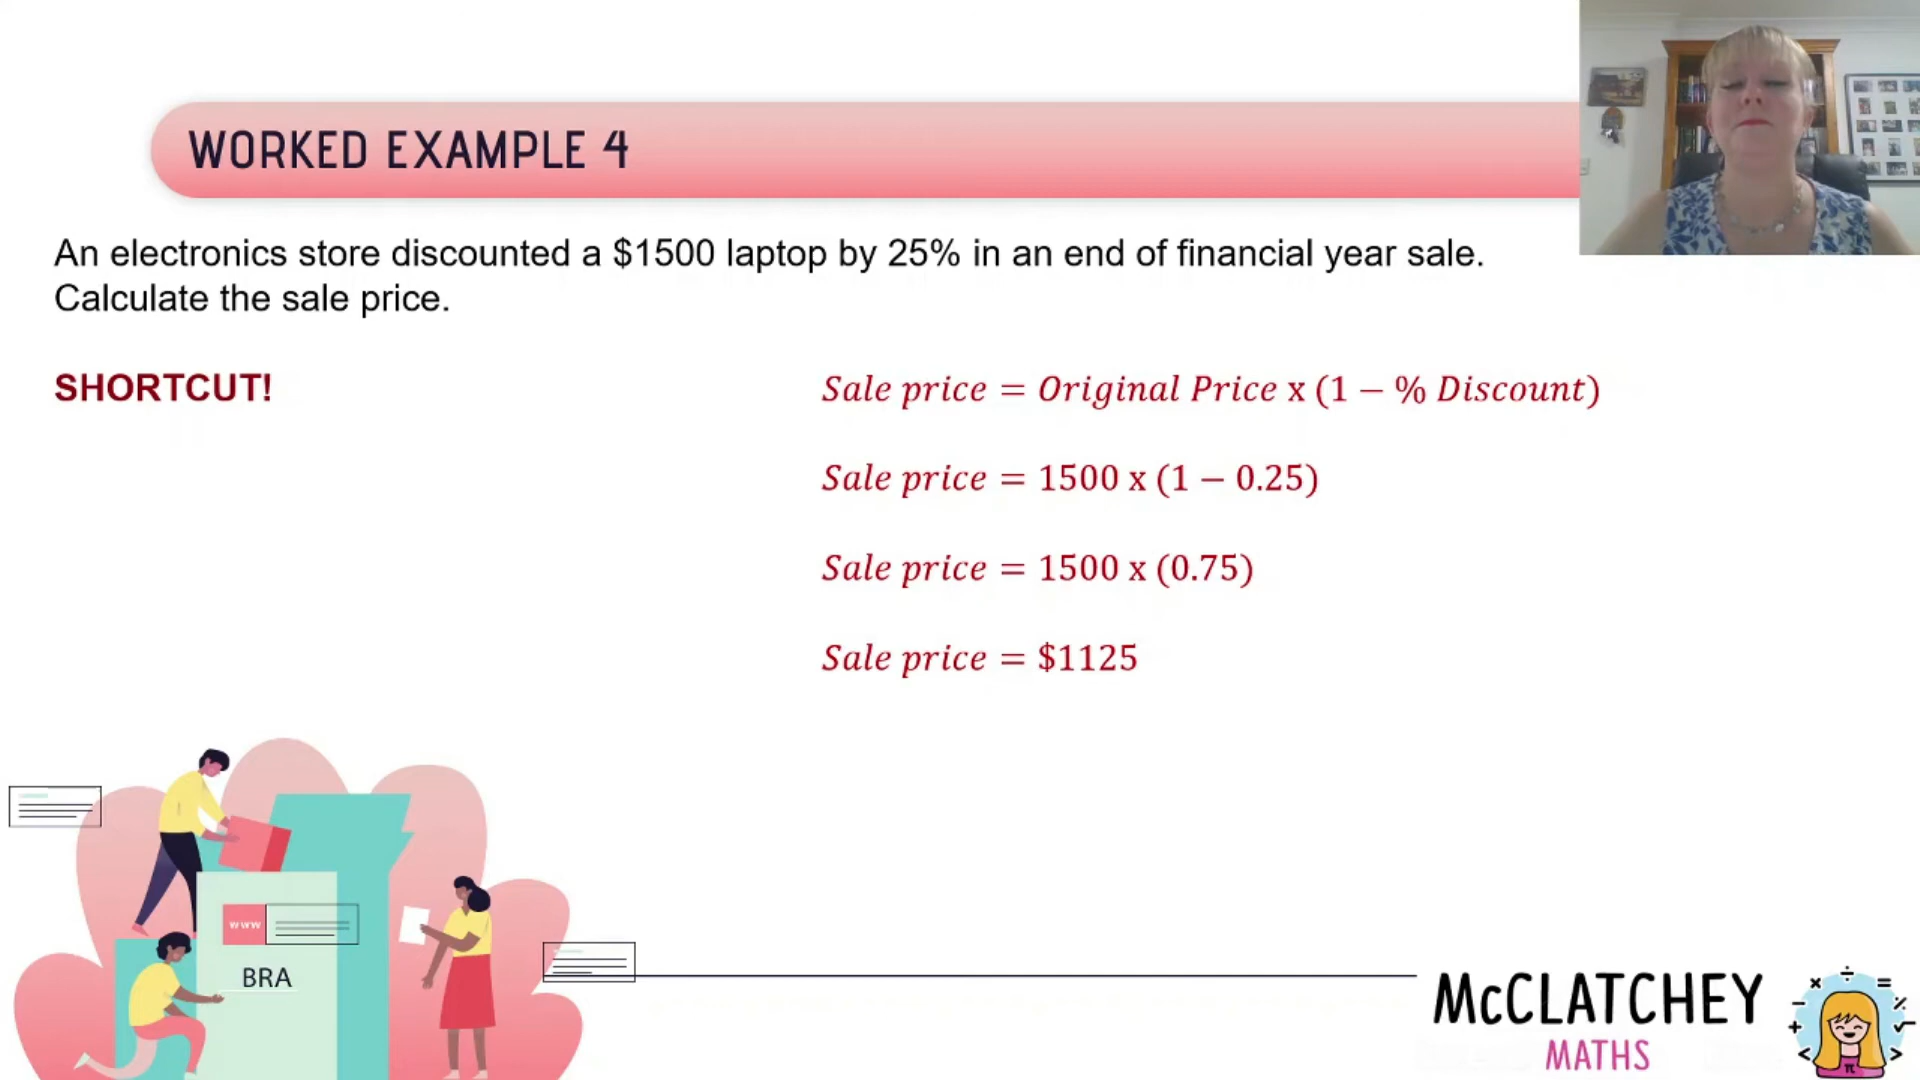 WORKED EXAMPLE 4
An electronics store discounted a $1500 laptop by 25% in an end of financial year sale.
Calculate the sale price.
SHORTCUT!
Sale price = Original Price x (1 − % Discount)
Sale price = 1500 x (1 − 0.25)
Sale price = 1500 x (0.75)
Sale price = $1125
www
BRA
McCLATCHEY
MATHS